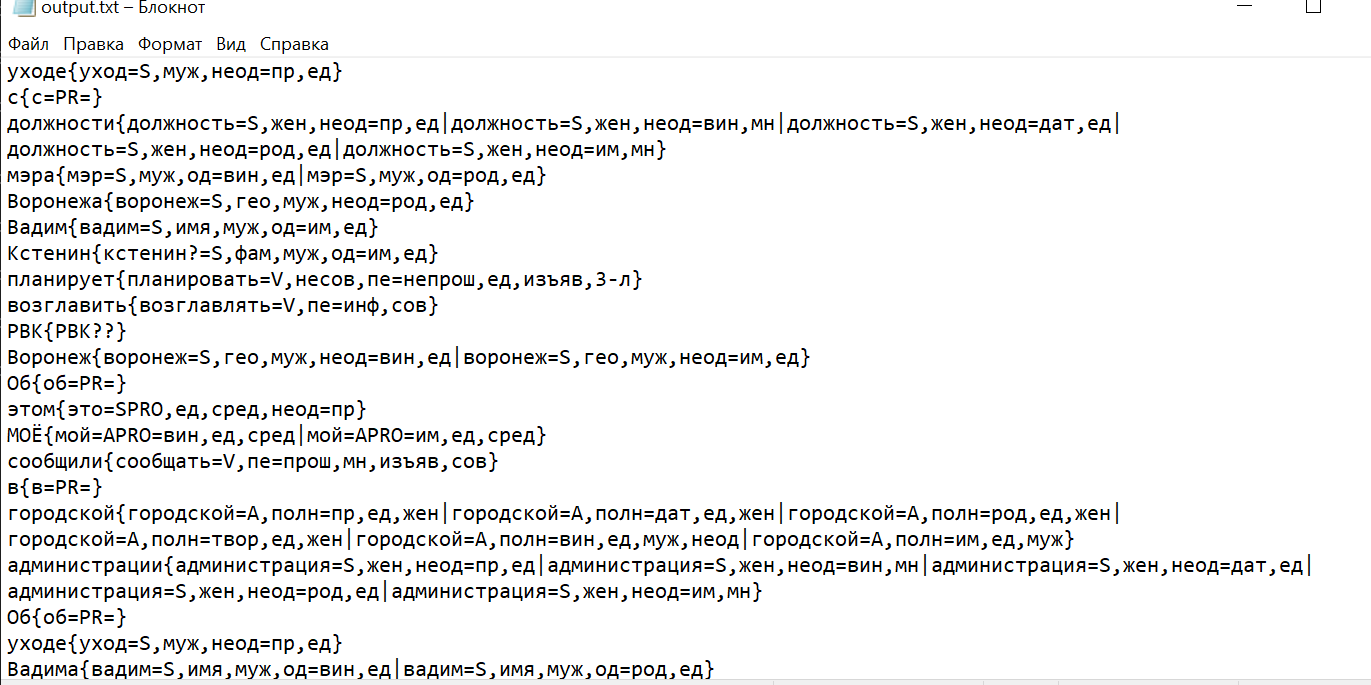 output.txt – Блокнот
Файл Правка Формат Вид Справка
уходе{уход=S,муж,неод=пр,ед}
с{с=PR=}
должности{должность=S,жен,неод=пр,ед|должность=S,жен,неод=вин,мн|должность=S,жен,неод=дат,ед|
должность=S,жен,неод=род,ед|должность=S,жен,неод=им,мн}
мэра{мэр=S,муж,од=вин,ед|мэр=S,муж,од=род,ед}
Воронежа{воронеж=S,гео,муж,неод=род,ед}
Вадим{вадим=S,имя,муж,од=им,ед}
Кстенин{кстенин?=S,фам,муж,од=им,ед}
планирует{планировать=V,несов,пе=непрош,ед,изъяв,3-л}
возглавить{возглавлять=V,пе=инф,сов}
РВК{РВК??}
Воронеж{воронеж=S,гео,муж,неод=вин,ед|воронеж=S,гео,муж,неод=им,ед}
Об{об=PR=}
этом{это=SPRO,ед,сред,неод=пр}
МОЁ{мой=APRO=вин,ед,сред|мой=APRO=им,ед,сред}
сообщили{сообщать=V,пе=прош,мн,изъяв,сов}
в{в=PR=}
городской{городской=A,полн=пр,ед,жен|городской=A,полн=дат,ед,жен|городской=A,полн=род,ед,жен|
городской=A,полн=твор,ед,жен|городской=A,полн=вин,ед,муж,неод|городской=A,полн=им,ед,муж}
администрации{администрация=S,жен,неод=пр,ед|администрация=S,жен,неод=вин,мн|администрация=S,жен,неод=дат,ед|
администрация=S,жен,неод=род,ед|администрация=S,жен,неод=им,мн}
Об{об=PR=}
уходе{уход=S,муж,неод=пр,ед}
Вадима{вадим=S,имя,муж,од=вин,ед|вадим=S,имя,муж,од=род,ед}